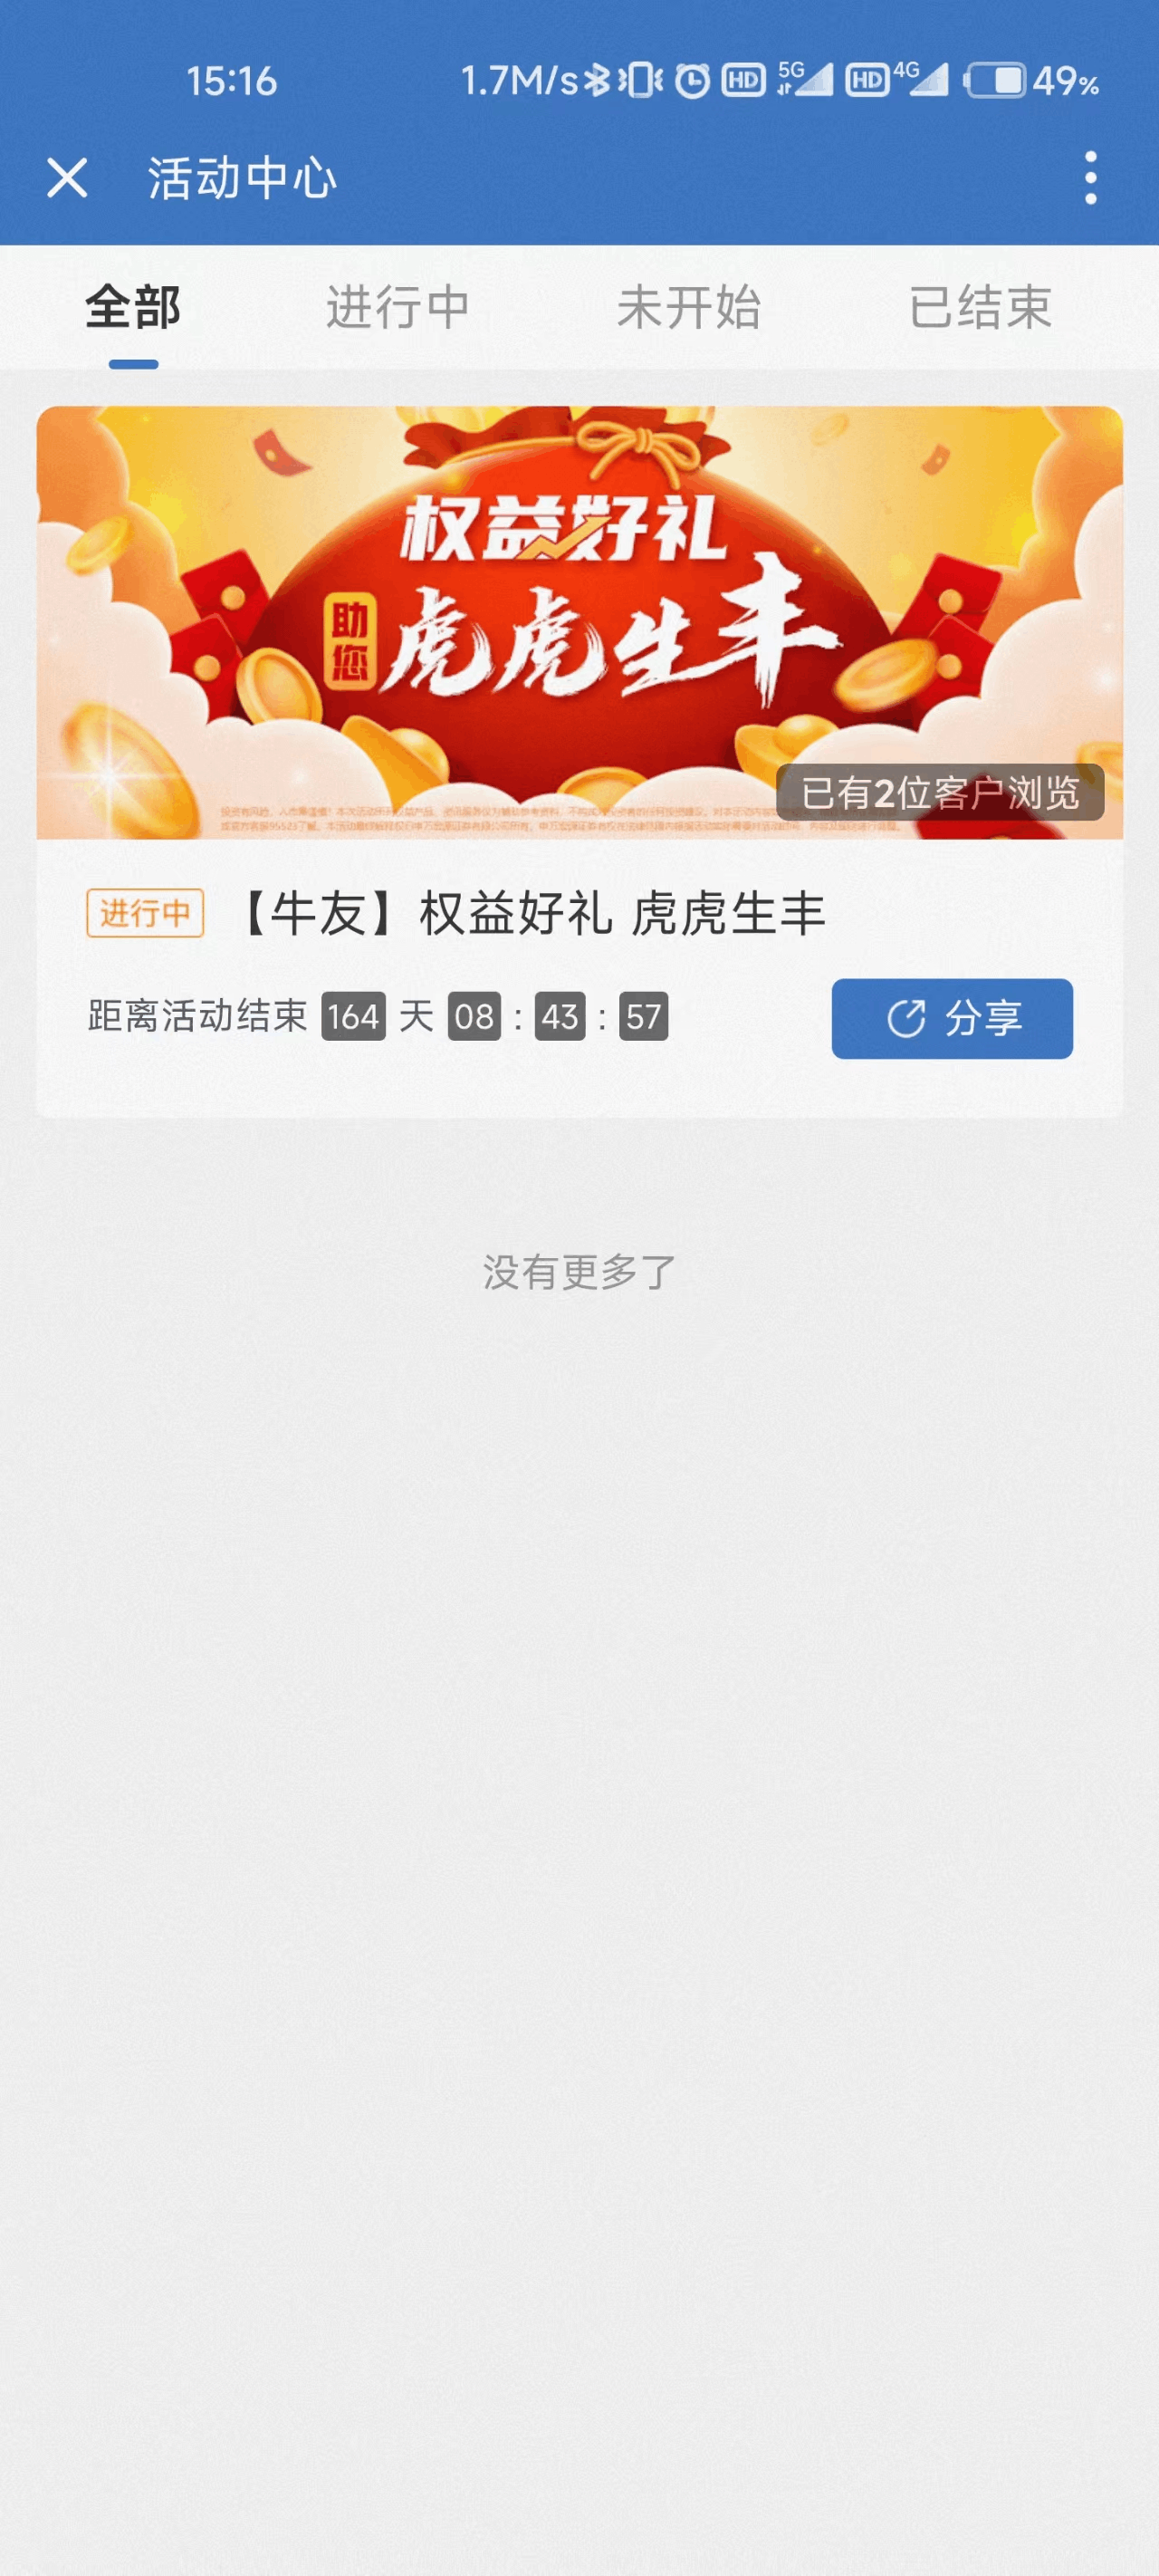 15:16 1.7M/s HD 5G HD 4G 49%
活动中心
全部 进行中 未开始 已结束
权益好礼
助您 虎虎生丰
已有2位客户浏览
进行中 【牛友】权益好礼 虎虎生丰
距离活动结束 164 天 08 : 43 : 57 分享
没有更多了